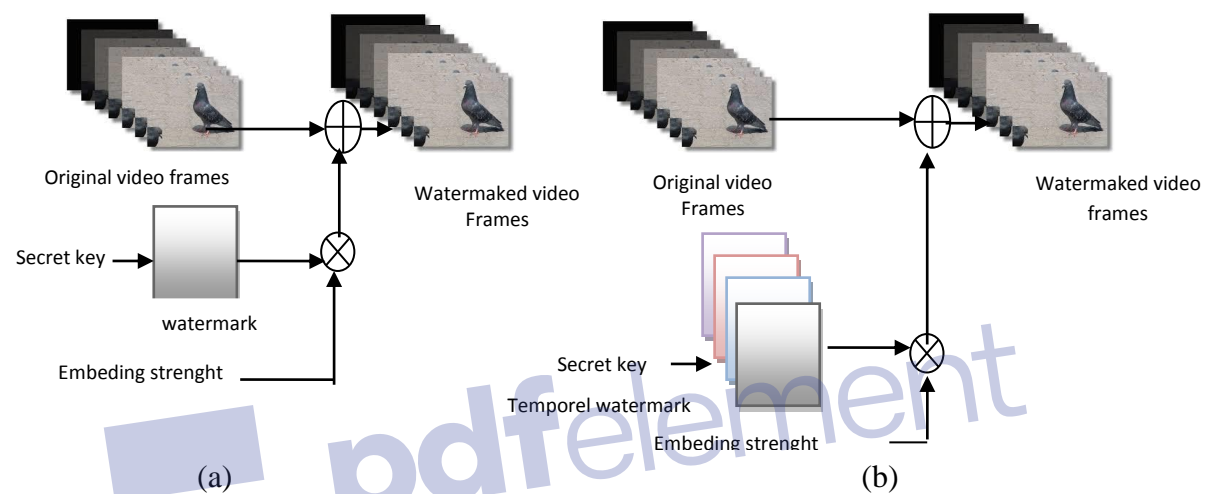 Original video frames
Watermaked video
Frames
Secret key
watermark
Embeding strenght
(a)
Original video
Frames
Watermaked video
frames
Secret key
Temporel watermark
Embeding strenght
(b)
pdfelement